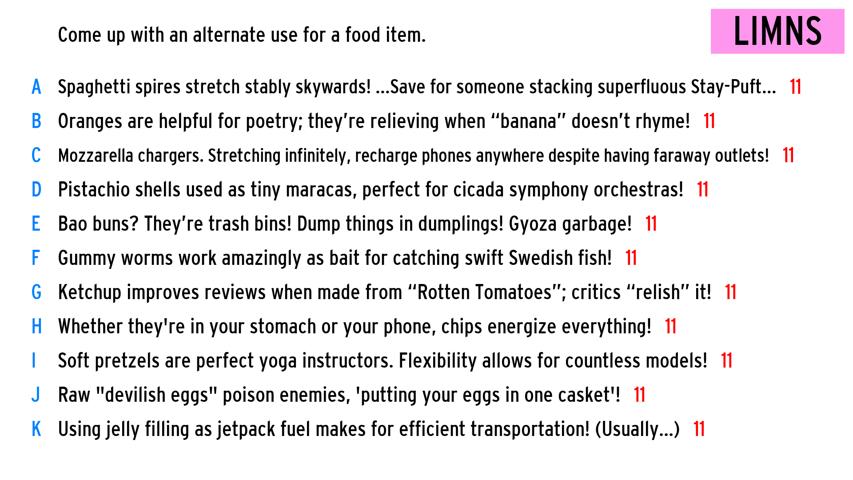 LIMNS
Come up with an alternate use for a food item.
A Spaghetti spires stretch stably skywards! ...Save for someone stacking superfluous Stay-Puft... 11
B Oranges are helpful for poetry; they’re relieving when “banana” doesn’t rhyme! 11
C Mozzarella chargers. Stretching infinitely, recharge phones anywhere despite having faraway outlets! 11
D Pistachio shells used as tiny maracas, perfect for cicada symphony orchestras! 11
E Bao buns? They’re trash bins! Dump things in dumplings! Gyoza garbage! 11
F Gummy worms work amazingly as bait for catching swift Swedish fish! 11
G Ketchup improves reviews when made from “Rotten Tomatoes”; critics “relish” it! 11
H Whether they're in your stomach or your phone, chips energize everything! 11
I Soft pretzels are perfect yoga instructors. Flexibility allows for countless models! 11
J Raw "devilish eggs" poison enemies, 'putting your eggs in one casket'! 11
K Using jelly filling as jetpack fuel makes for efficient transportation! (Usually...) 11